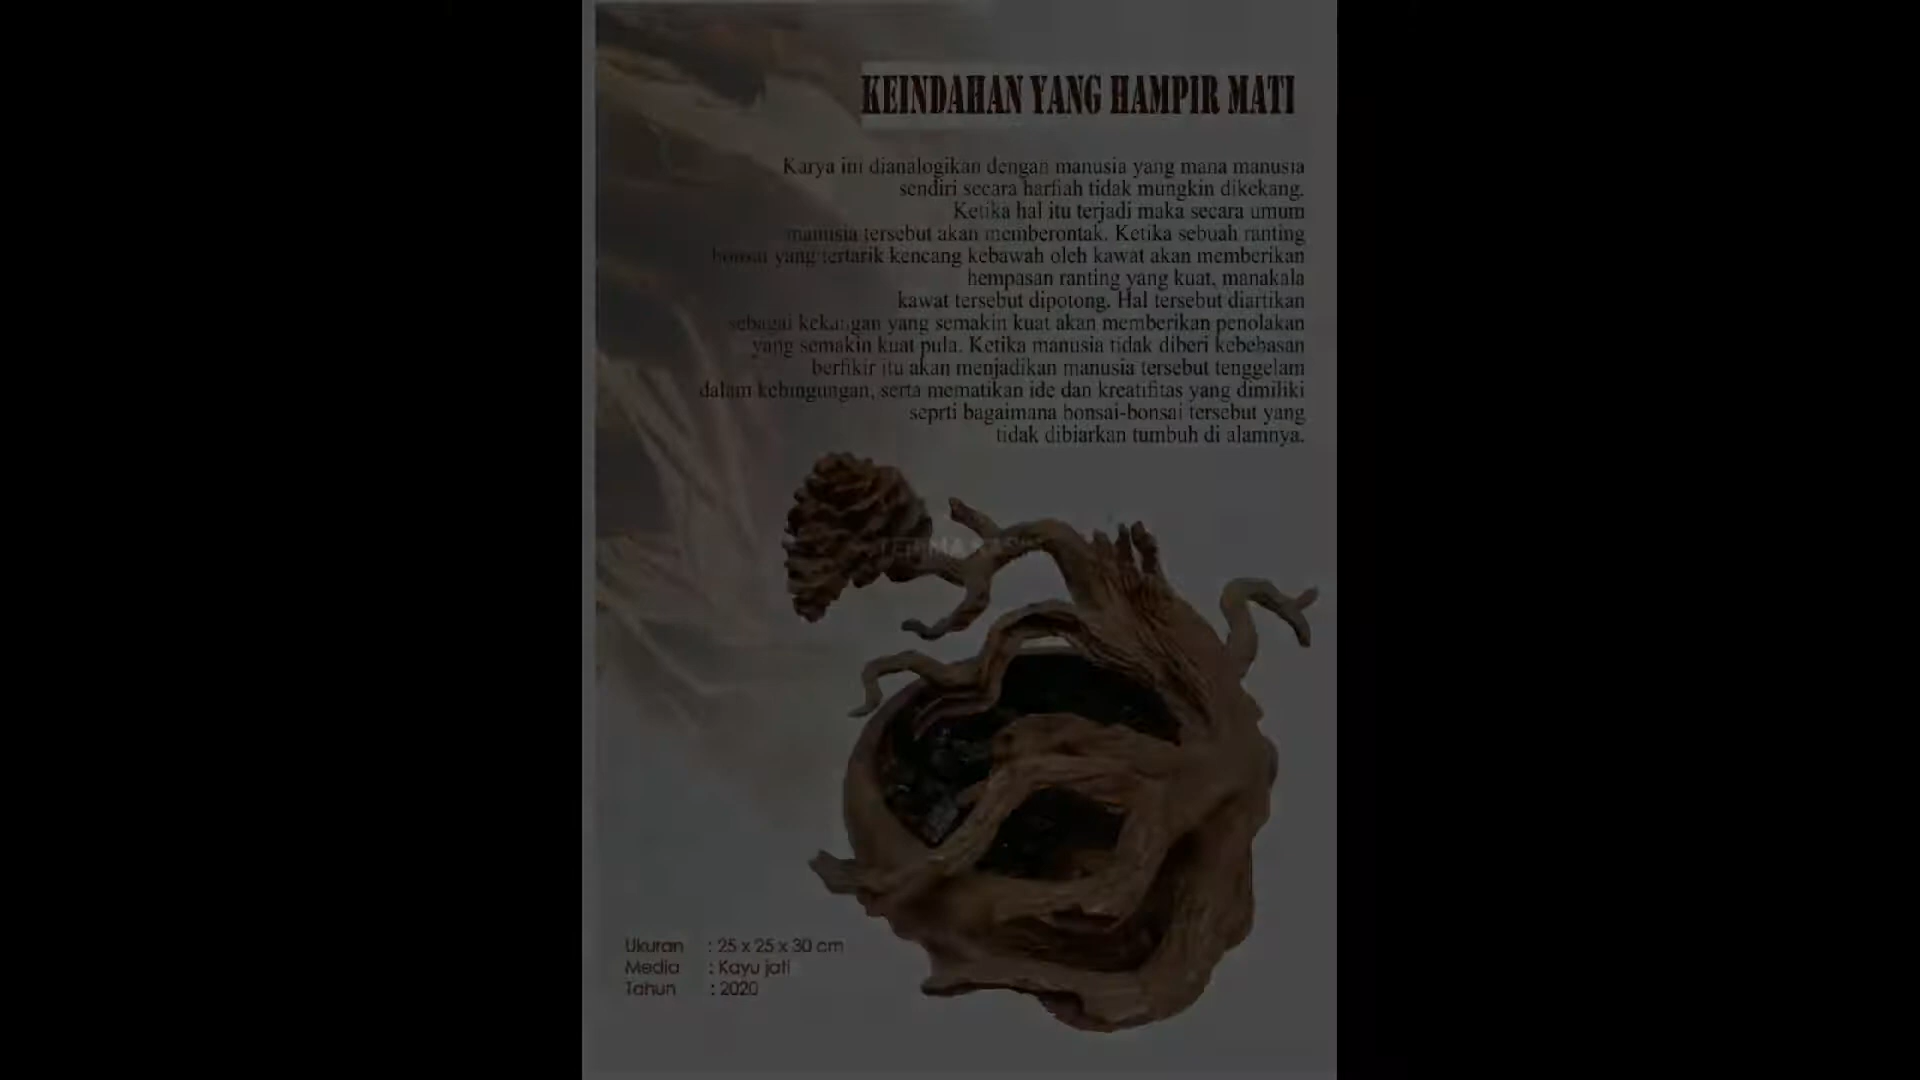 KEINDAHAN YANG HAMPIR MATI
Karya ini dianalogikan dengan manusia yang mana manusia
sendiri secara harfiah tidak mungkin dikekang.
Ketika hal itu terjadi maka secara umum
manusia tersebut akan memberontak. Ketika sebuah ranting
bonsai yang tertarik kencang kebawah oleh kawat akan memberikan
hempasan ranting yang kuat, manakala
kawat tersebut dipotong. Hal tersebut diartikan
sebagai kekangan yang semakin kuat akan memberikan penolakan
yang semakin kuat pula. Ketika manusia tidak diberi kebebasan
berfikir itu akan menjadikan manusia tersebut tenggelam
dalam kebingungan, serta mematikan ide dan kreatifitas yang dimiliki
seprti bagaimana bonsai-bonsai tersebut yang
tidak dibiarkan tumbuh di alamnya.
TERIMA KASIH
Ukuran : 25 x 25 x 30 cm
Media : Kayu jati
Tahun : 2020